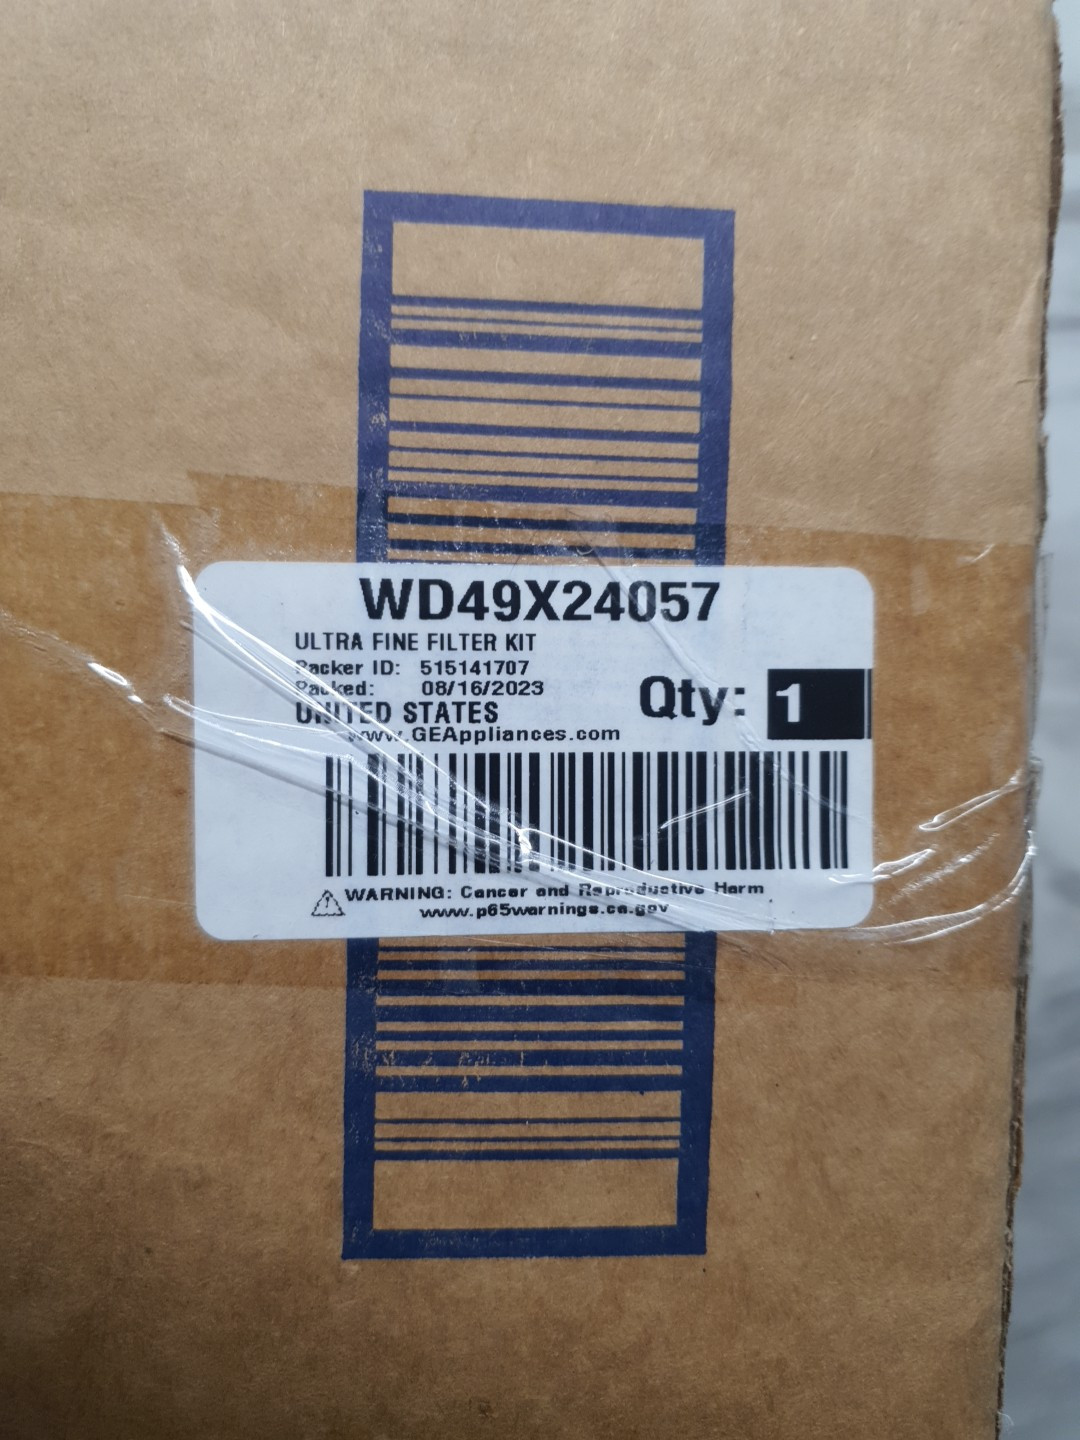 WD49X24057
ULTRA FINE FILTER KIT
Packer ID: 515141707
Packed: 08/16/2023
UNITED STATES
Qty: 1
www.GEAppliances.com
WARNING: Cancer and Reproductive Harm
www.p65warnings.ca.gov